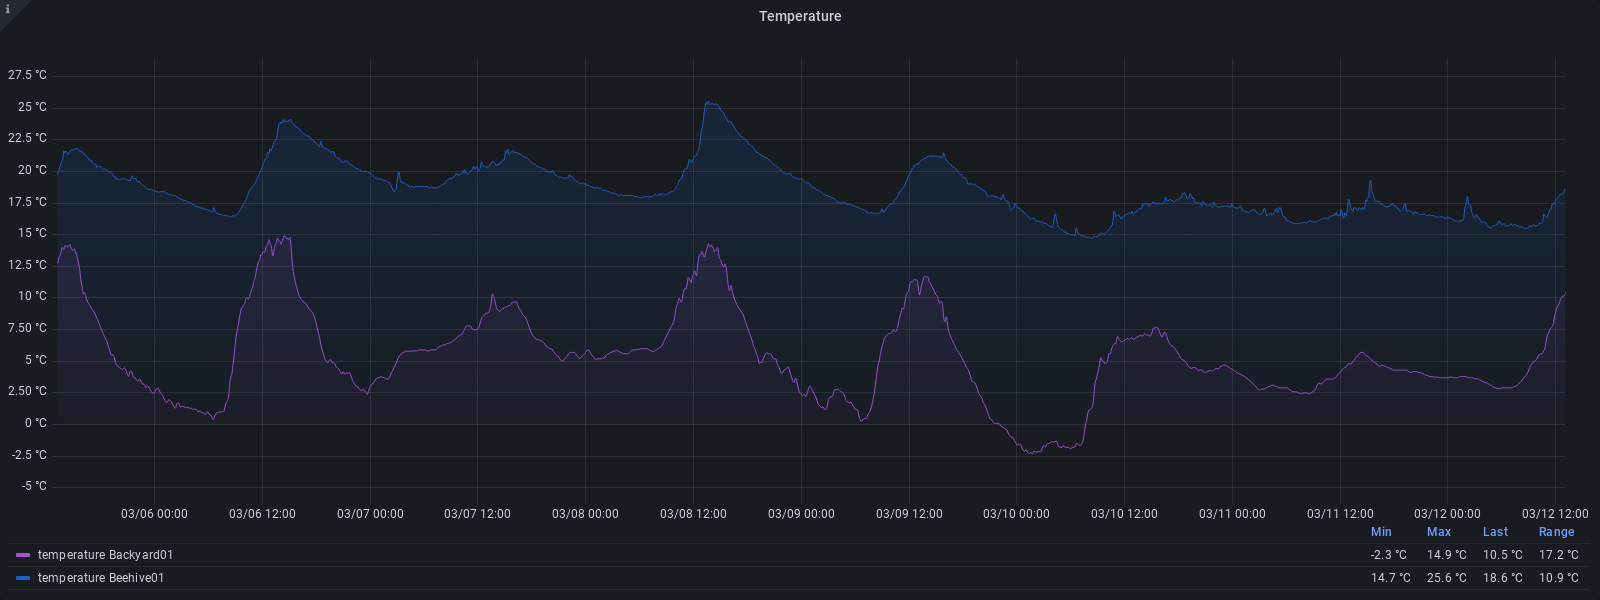 i
Temperature
27.5 °C
25 °C
22.5 °C
20 °C
17.5 °C
15 °C
12.5 °C
10 °C
7.50 °C
5 °C
2.50 °C
0 °C
-2.5 °C
-5 °C
03/06 00:00 03/06 12:00 03/07 00:00 03/07 12:00 03/08 00:00 03/08 12:00 03/09 00:00 03/09 12:00 03/10 00:00 03/10 12:00 03/11 00:00 03/11 12:00 03/12 00:00 03/12 12:00
Min Max Last Range
temperature Backyard01 -2.3 °C 14.9 °C 10.5 °C 17.2 °C
temperature Beehive01 14.7 °C 25.6 °C 18.6 °C 10.9 °C